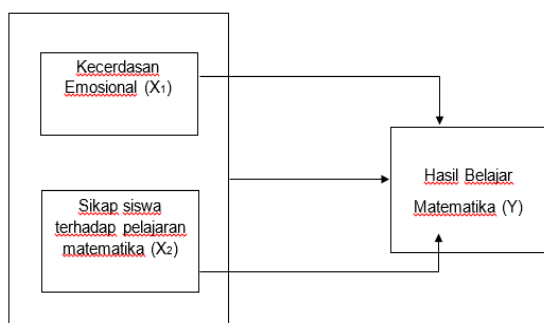 Kecerdasan
Emosional (X₁)
Sikap siswa
terhadap pelajaran
matematika (X₂)
Hasil Belajar
Matematika (Y)